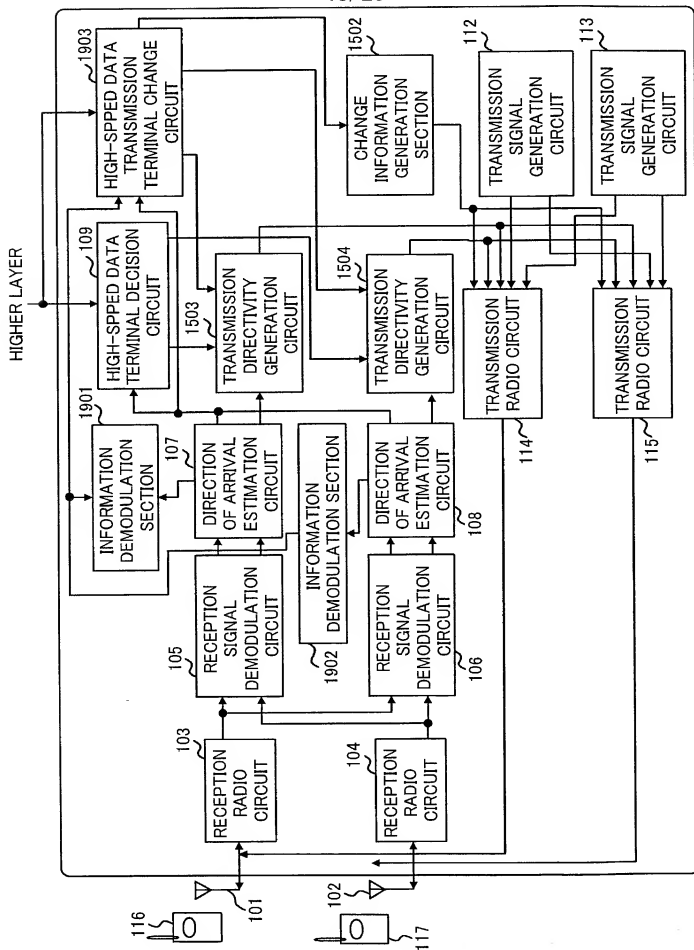 HIGHER LAYER
1903
HIGH-SPPED DATA
TRANSMISSION
TERMINAL CHANGE
CIRCUIT
1502
CHANGE
INFORMATION
GENERATION
SECTION
112
TRANSMISSION
SIGNAL
GENERATION
CIRCUIT
113
TRANSMISSION
SIGNAL
GENERATION
CIRCUIT
109
HIGH-SPPED DATA
TERMINAL DECISION
CIRCUIT
1503
TRANSMISSION
DIRECTIVITY
GENERATION
CIRCUIT
1504
TRANSMISSION
DIRECTIVITY
GENERATION
CIRCUIT
TRANSMISSION
RADIO CIRCUIT
114
TRANSMISSION
RADIO CIRCUIT
115
1901
INFORMATION
DEMODULATION
SECTION
107
DIRECTION
OF ARRIVAL
ESTIMATION
CIRCUIT
INFORMATION
DEMODULATION SECTION
1902
DIRECTION
OF ARRIVAL
ESTIMATION
CIRCUIT
108
105
RECEPTION
SIGNAL
DEMODULATION
CIRCUIT
RECEPTION
SIGNAL
DEMODULATION
CIRCUIT
106
103
RECEPTION
RADIO
CIRCUIT
104
RECEPTION
RADIO
CIRCUIT
101
102
116
117